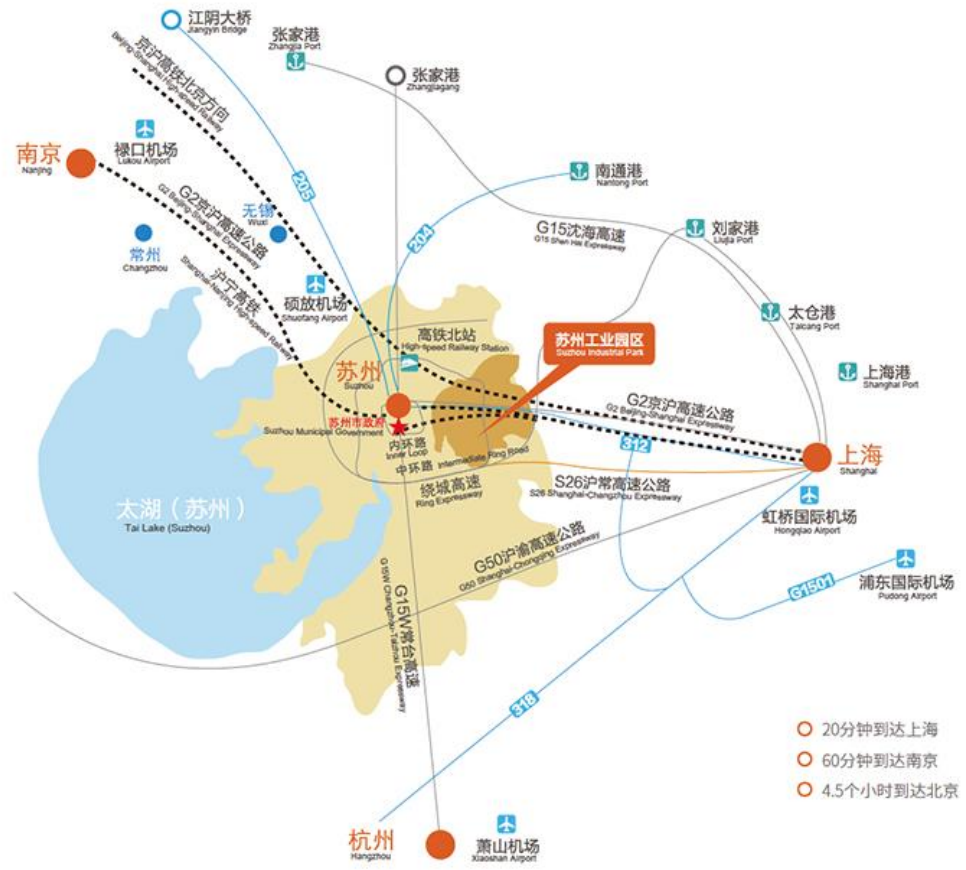 江阴大桥
Jiangyin Bridge
张家港
Zhangjia Port
京沪高铁北京方向
Beijing-Shanghai High-speed Railway
张家港
Zhangjiagang
禄口机场
Lukou Airport
南京
Nanjing
南通港
Nantong Port
205
G2京沪高速公路
G2 Beijing-Shanghai Expressway
无锡
Wuxi
204
G15沈海高速
G15 Shen Hai Expressway
刘家港
Liujia Port
常州
Changzhou
沪宁高铁
Shanghai-Nanjing High-speed Railway
硕放机场
Shuofang Airport
太仓港
Taicang Port
高铁北站
High-speed Railway Station
苏州工业园区
Suzhou Industrial Park
苏州
Suzhou
上海港
Shanghai Port
G2京沪高速公路
G2 Beijing-Shanghai Expressway
苏州市政府
Suzhou Municipal Government
内环路
Inner Loop
312
上海
Shanghai
中环路 Intermediate Ring Road
绕城高速
Ring Expressway
S26沪常高速公路
S26 Shanghai-Changzhou Expressway
太湖（苏州）
Tai Lake (Suzhou)
虹桥国际机场
Hongqiao Airport
G50沪渝高速公路
G50 Shanghai-Chongqing Expressway
G15W常台高速
G15W Changzhou-Taizhou Expressway
G1501
浦东国际机场
Pudong Airport
318
20分钟到达上海
60分钟到达南京
4.5个小时到达北京
杭州
Hangzhou
萧山机场
Xiaoshan Airport